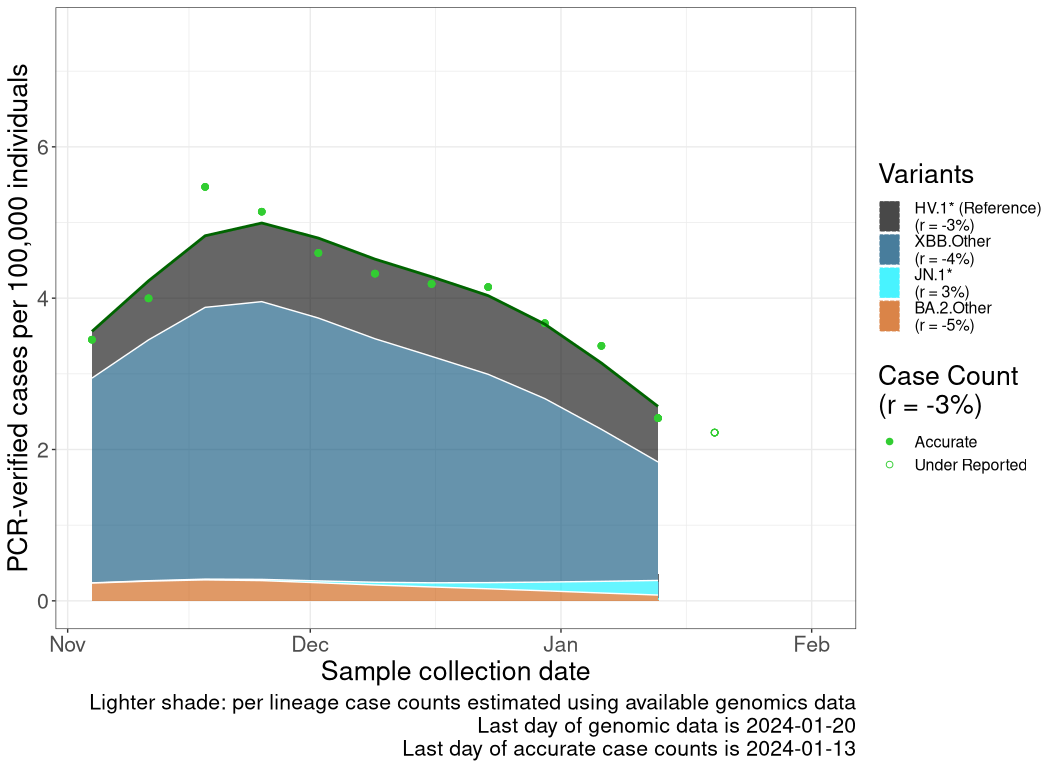 PCR-verified cases per 100,000 individuals
6
4
2
0
Nov
Dec
Jan
Feb
Sample collection date
Lighter shade: per lineage case counts estimated using available genomics data
Last day of genomic data is 2024-01-20
Last day of accurate case counts is 2024-01-13
Variants
HV.1* (Reference)
(r = -3%)
XBB.Other
(r = -4%)
JN.1*
(r = 3%)
BA.2.Other
(r = -5%)
Case Count
(r = -3%)
Accurate
Under Reported